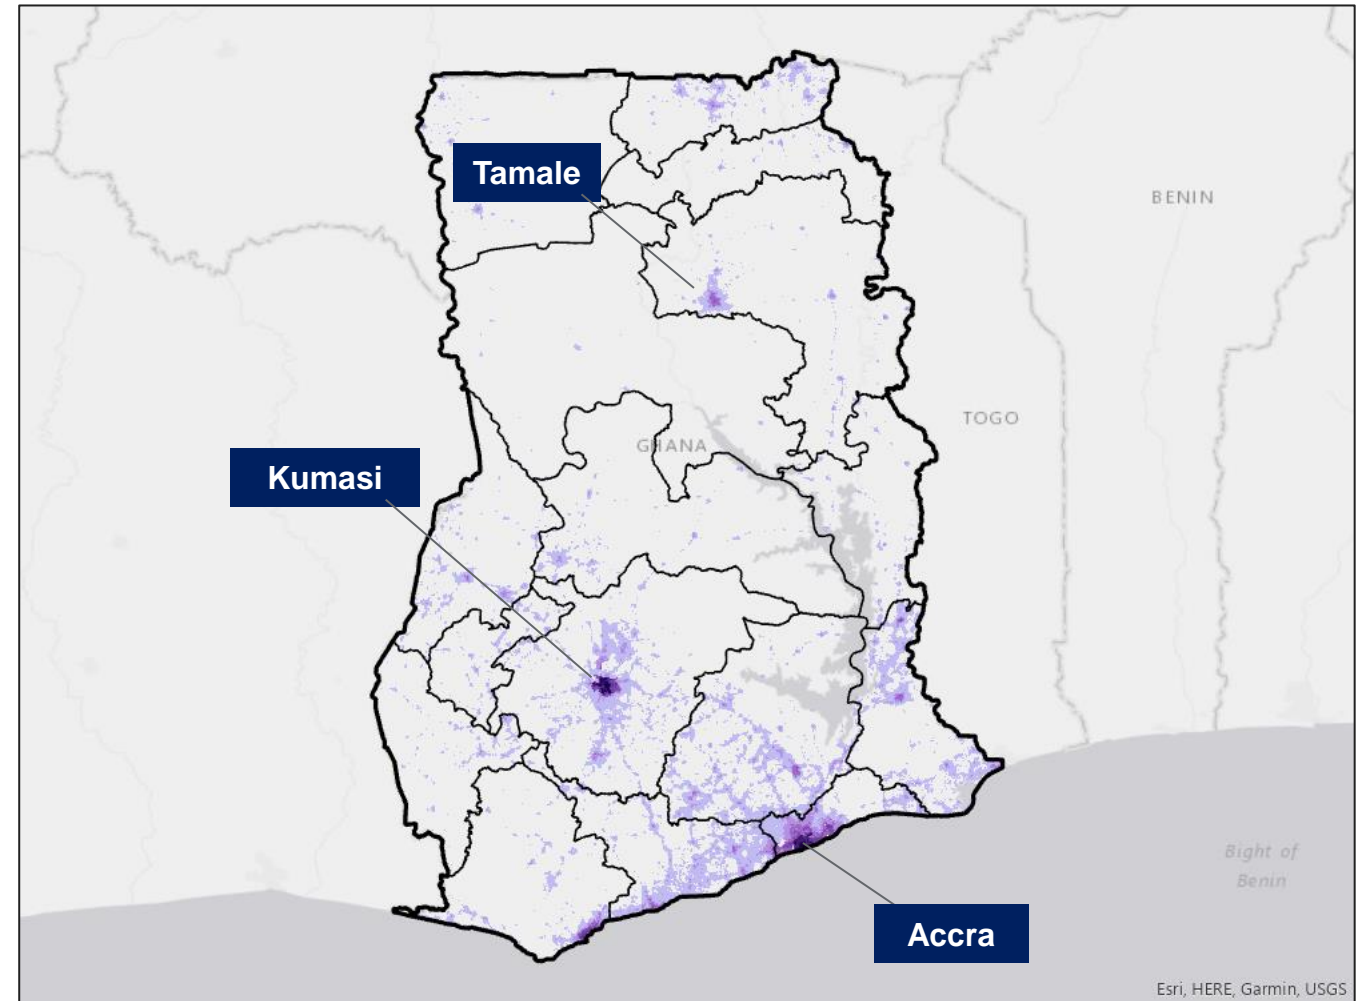 Tamale
BENIN
TOGO
GHANA
Kumasi
Bight of
Benin
Accra
Esri, HERE, Garmin, USGS